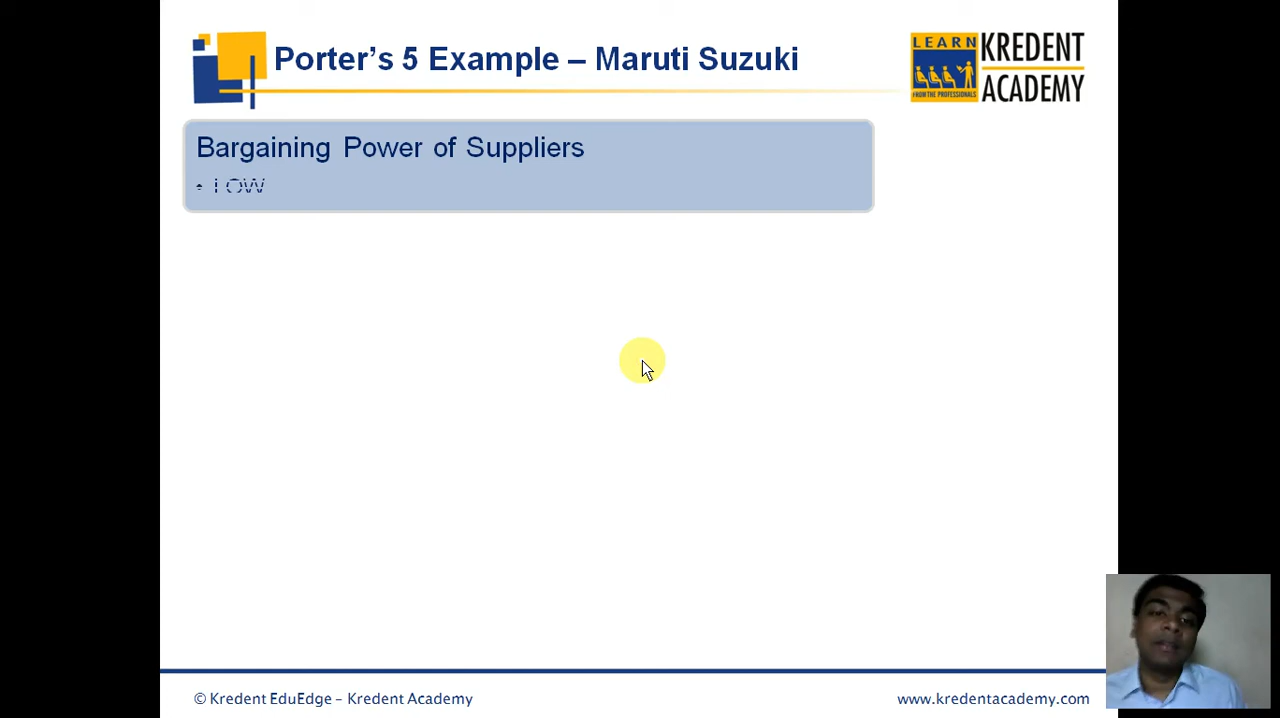 Porter's 5 Example – Maruti Suzuki
LEARN
FROM THE PROFESSIONALS
KREDENT
ACADEMY
Bargaining Power of Suppliers
• LOW
© Kredent EduEdge – Kredent Academy
www.kredentacademy.com